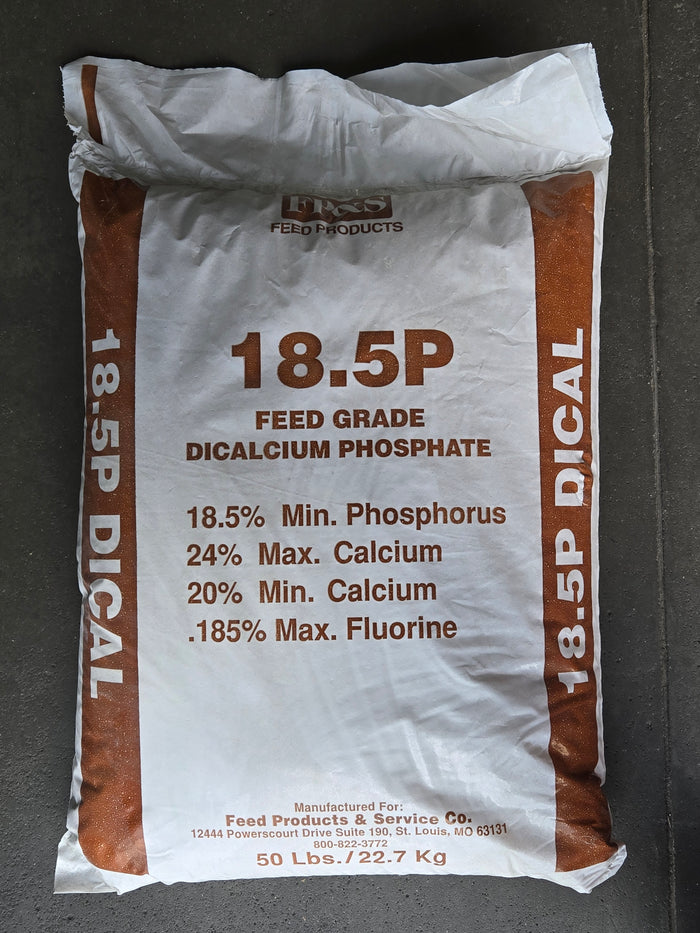 FP&S
FEED PRODUCTS
18.5P
FEED GRADE
DICALCIUM PHOSPHATE
18.5% Min. Phosphorus
24% Max. Calcium
20% Min. Calcium
.185% Max. Fluorine
Manufactured For:
Feed Products & Service Co.
12444 Powerscourt Drive Suite 190, St. Louis, MO 63131
800-822-3772
50 Lbs./22.7 Kg
18.5P DICAL
18.5P DICAL